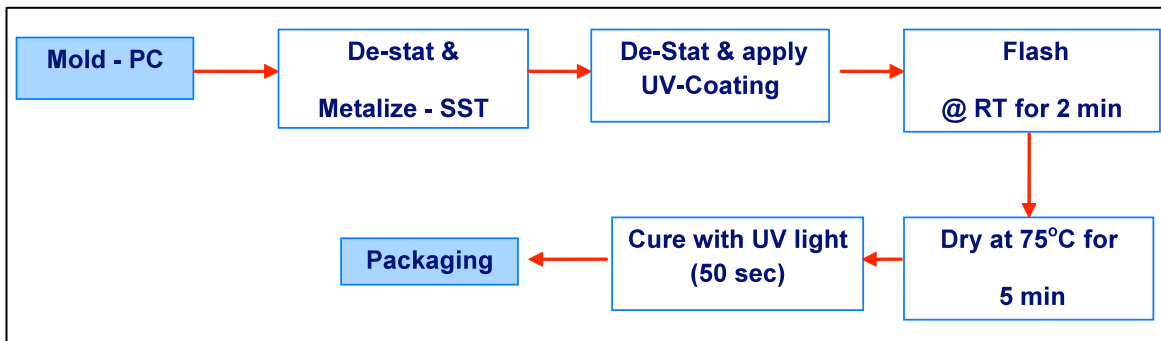 Mold - PC
De-stat &
Metalize - SST
De-Stat & apply
UV-Coating
Flash
@ RT for 2 min
Dry at 75°C for
5 min
Cure with UV light
(50 sec)
Packaging